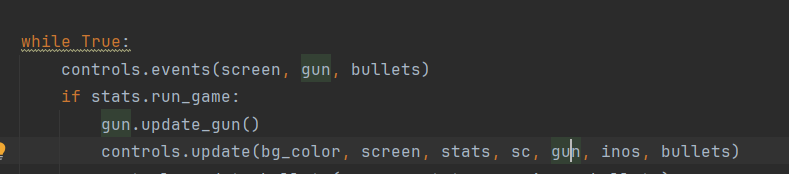 while True:
controls.events(screen, gun, bullets)
if stats.run_game:
gun.update_gun()
controls.update(bg_color, screen, stats, sc, gun, inos, bullets)